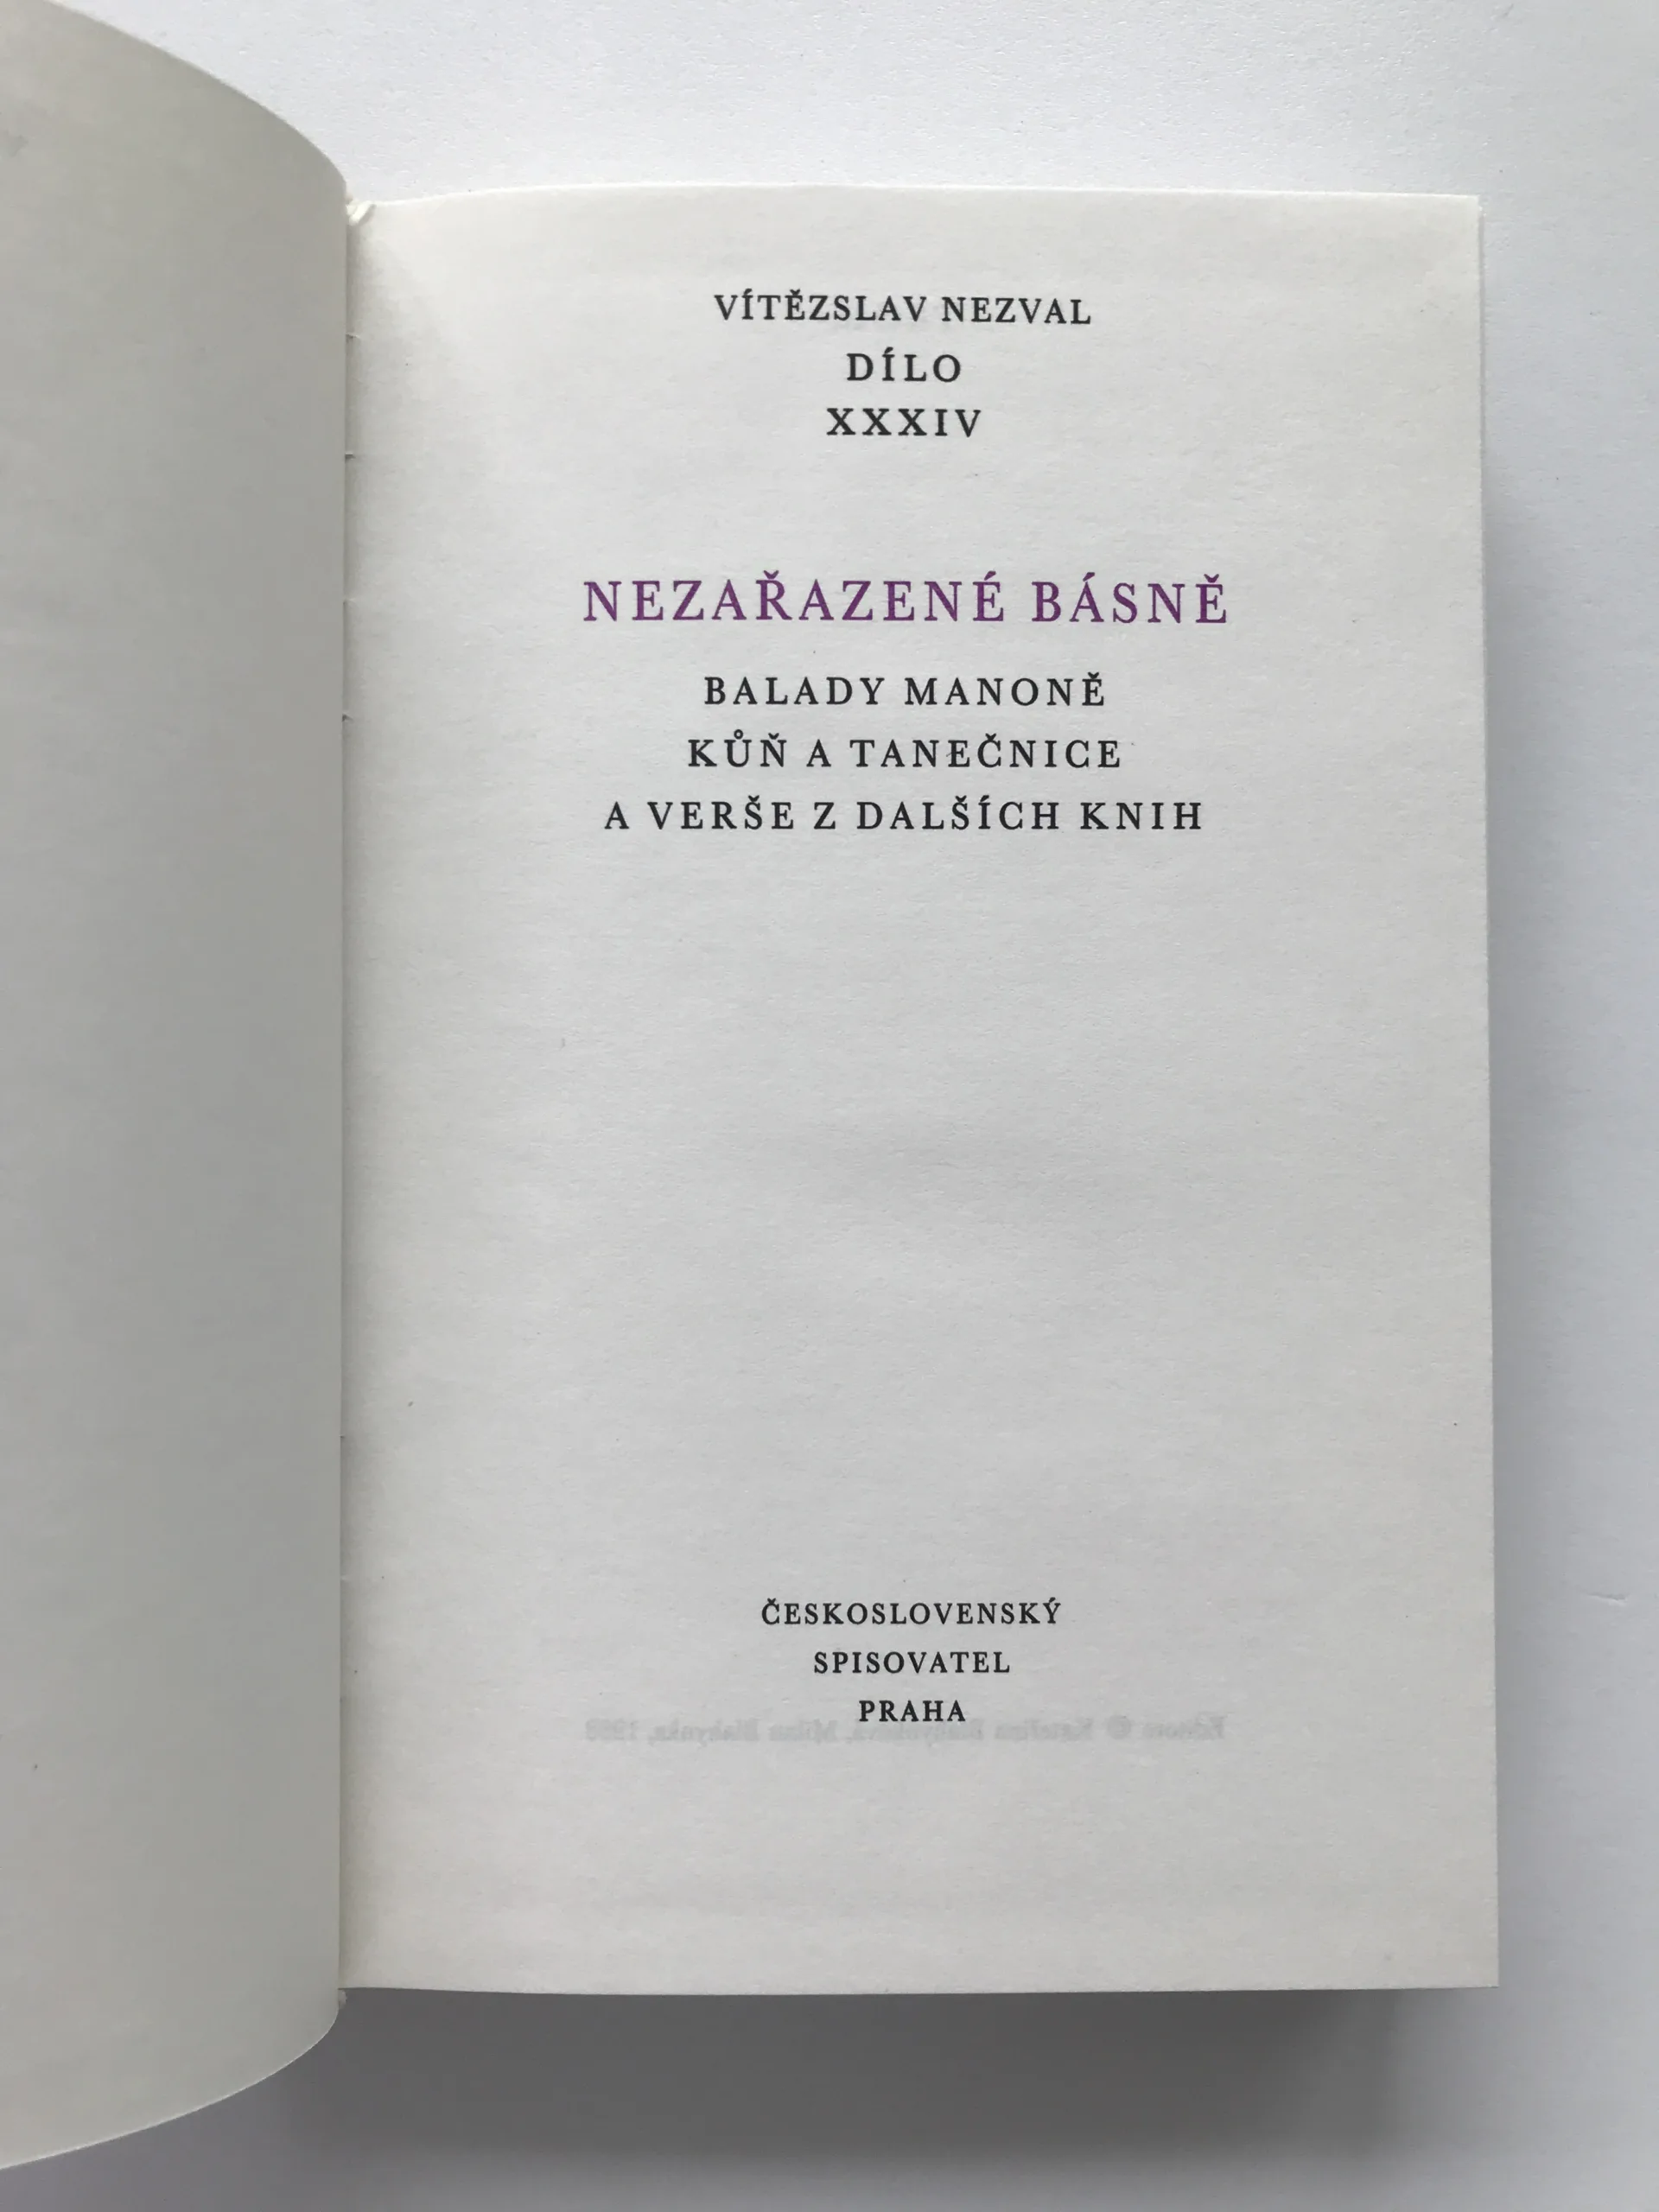 VÍTĚZSLAV NEZVAL
DÍLO
XXXIV
NEZAŘAZENÉ BÁSNĚ
BALADY MANONĚ
KŮŇ A TANEČNICE
A VERŠE Z DALŠÍCH KNIH
ČESKOSLOVENSKÝ
SPISOVATEL
PRAHA